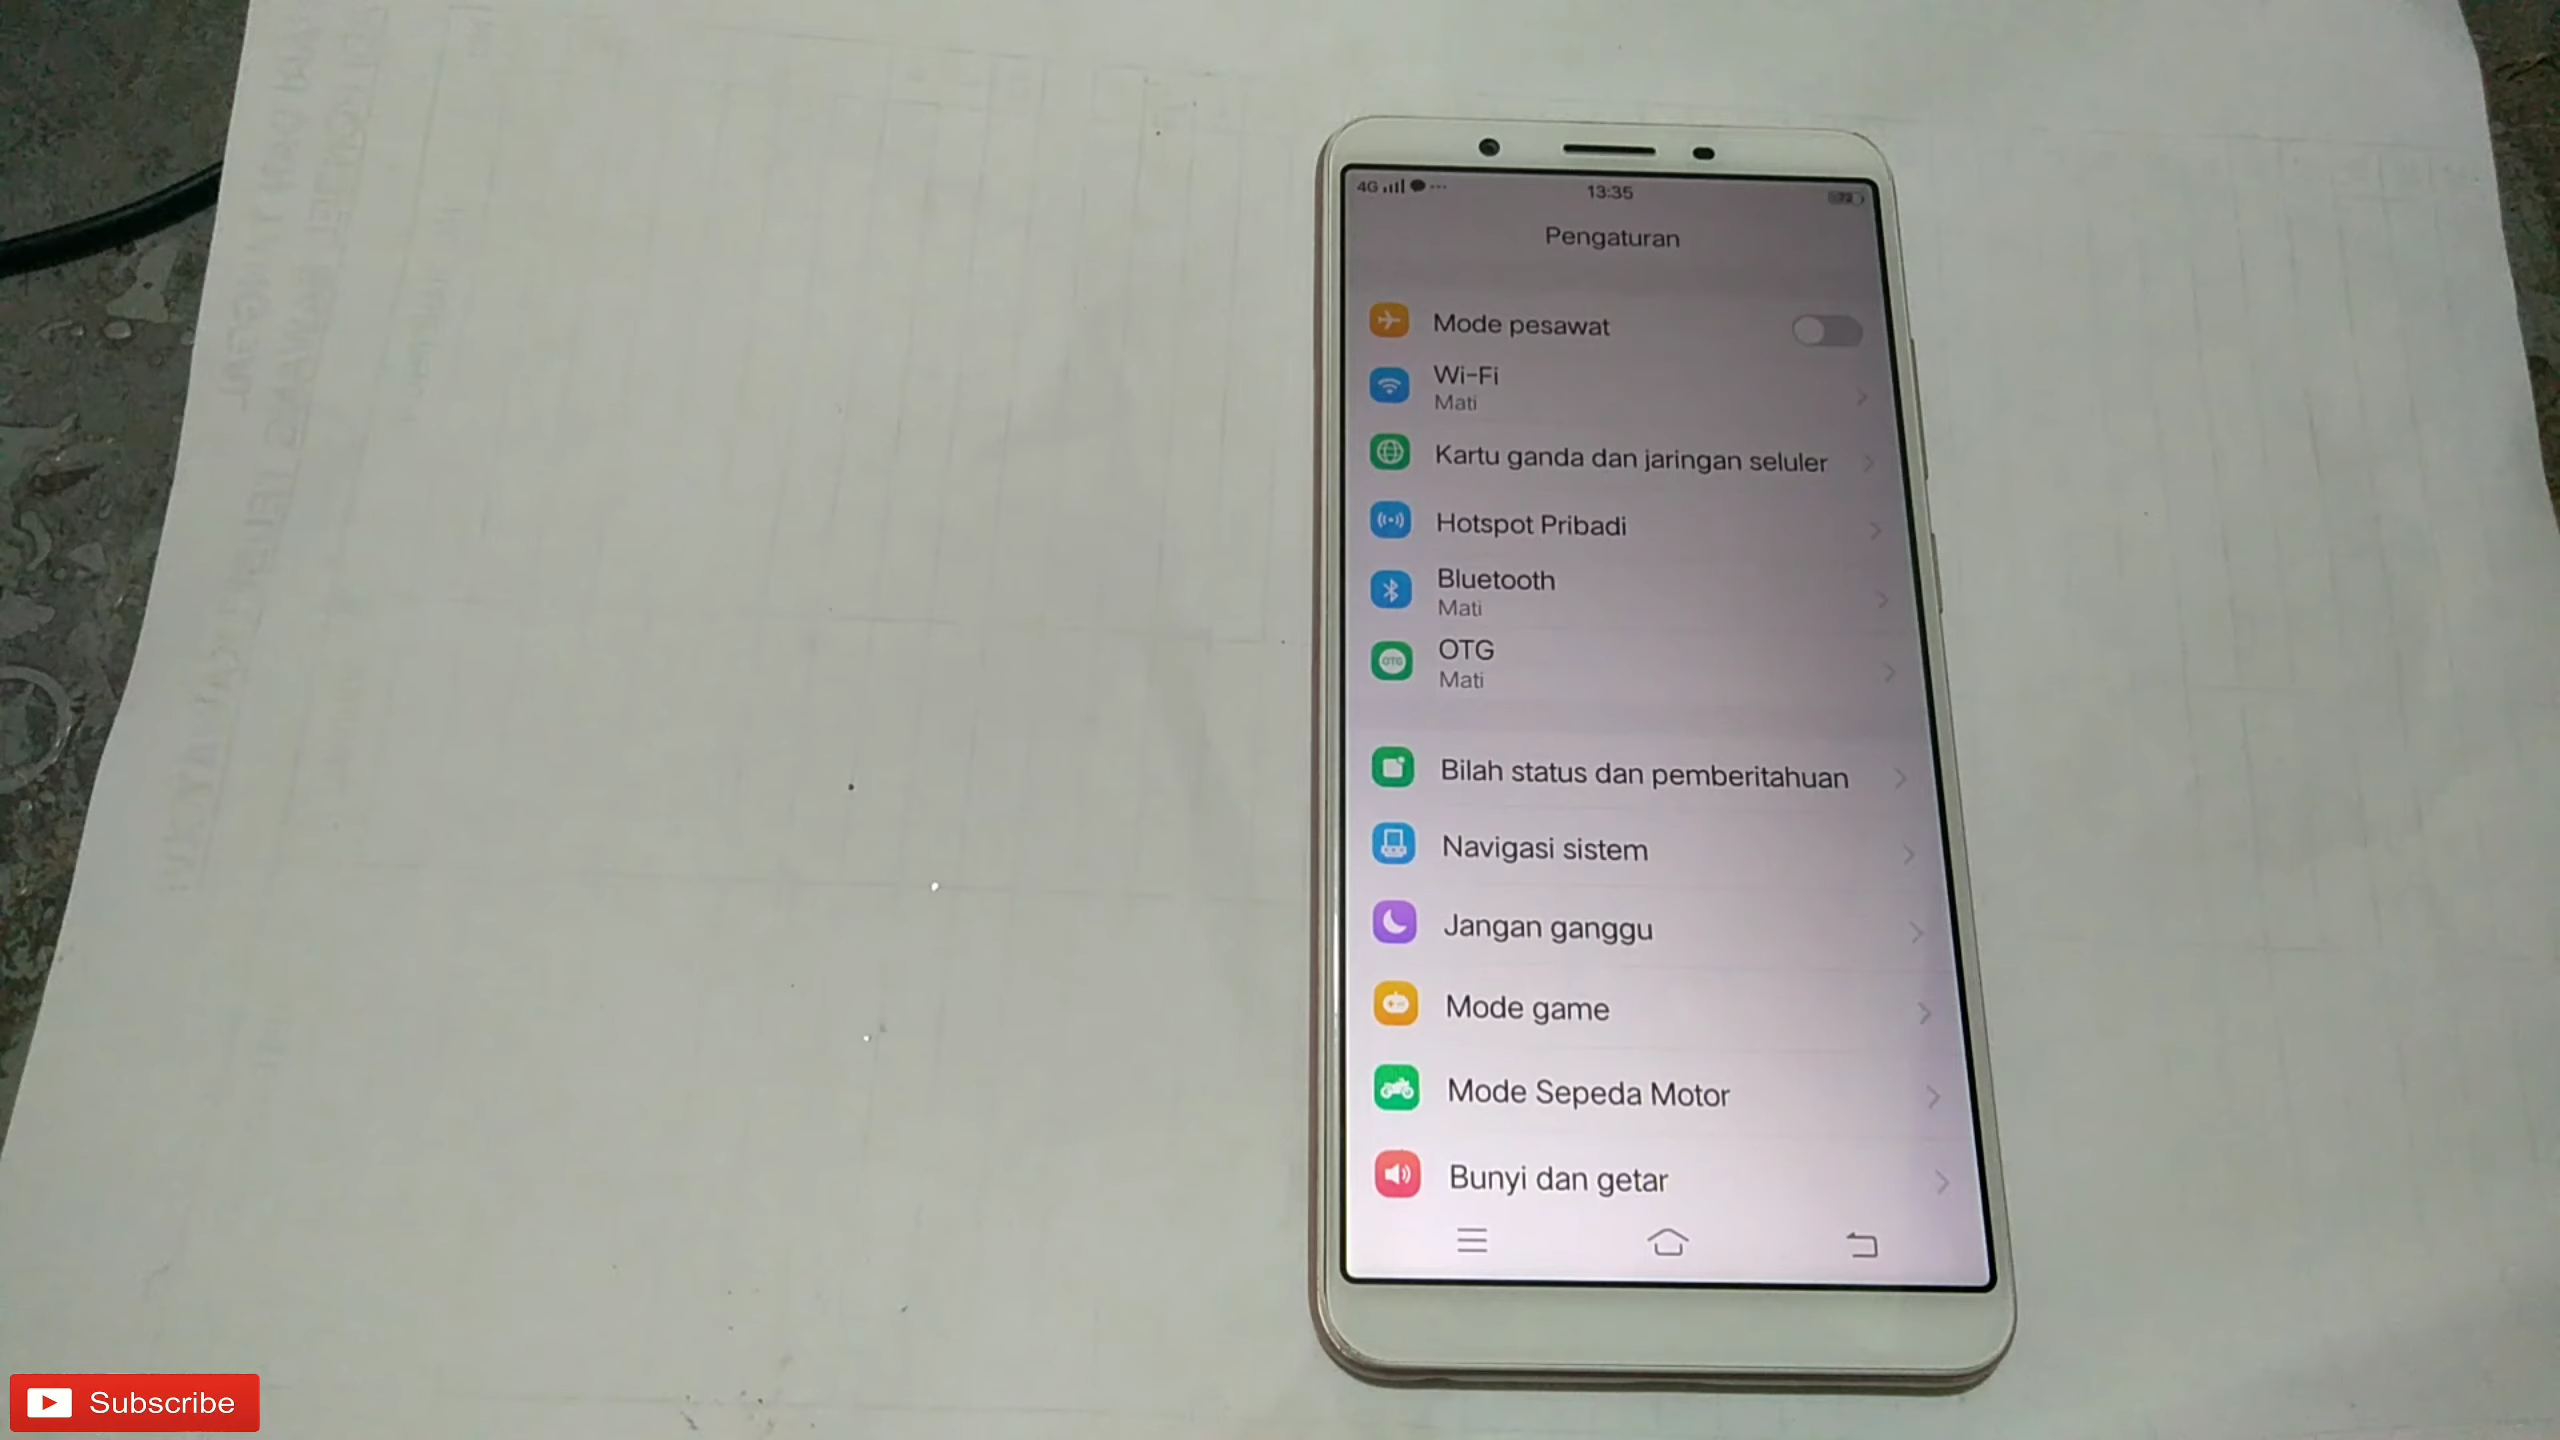 4G
13:35
Pengaturan
Mode pesawat
Wi-Fi
Mati
Kartu ganda dan jaringan seluler
Hotspot Pribadi
Bluetooth
Mati
OTG
OTG
Mati
Bilah status dan pemberitahuan
Navigasi sistem
Jangan ganggu
Mode game
Mode Sepeda Motor
Bunyi dan getar
Subscribe